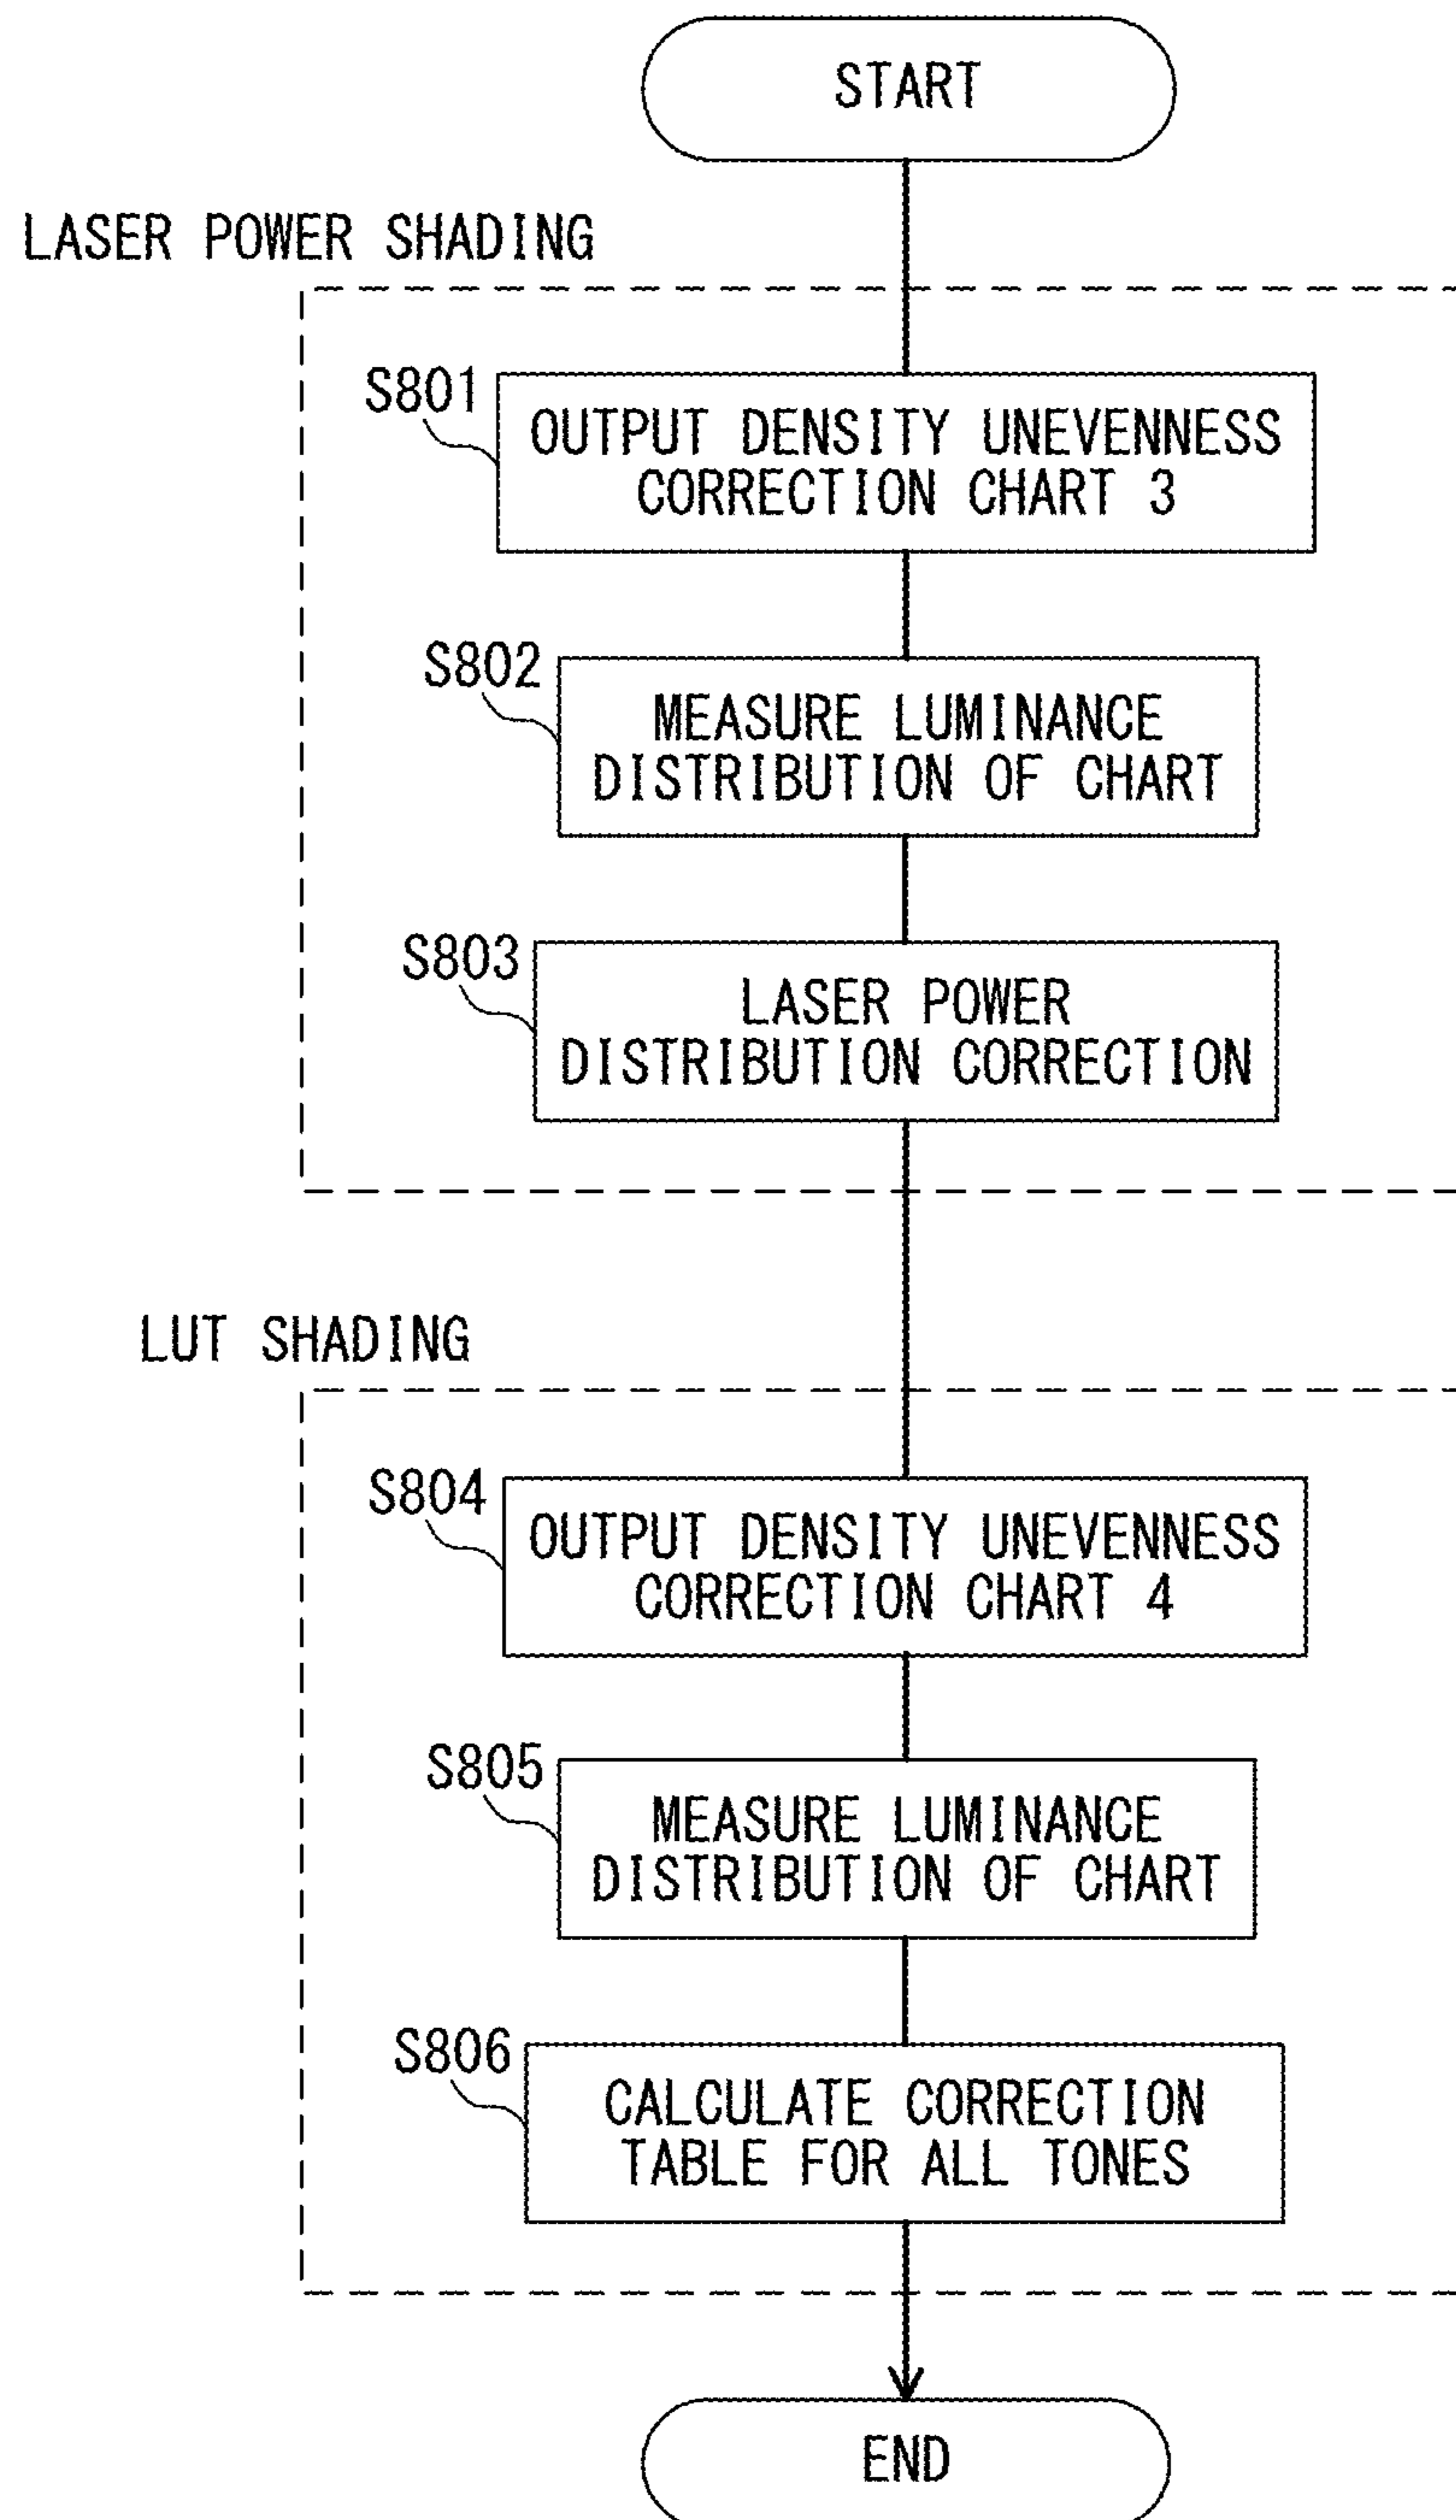 START
LASER POWER SHADING
S801
OUTPUT DENSITY UNEVENNESS
CORRECTION CHART 3
S802
MEASURE LUMINANCE
DISTRIBUTION OF CHART
S803
LASER POWER
DISTRIBUTION CORRECTION
LUT SHADING
S804
OUTPUT DENSITY UNEVENNESS
CORRECTION CHART 4
S805
MEASURE LUMINANCE
DISTRIBUTION OF CHART
S806
CALCULATE CORRECTION
TABLE FOR ALL TONES
END